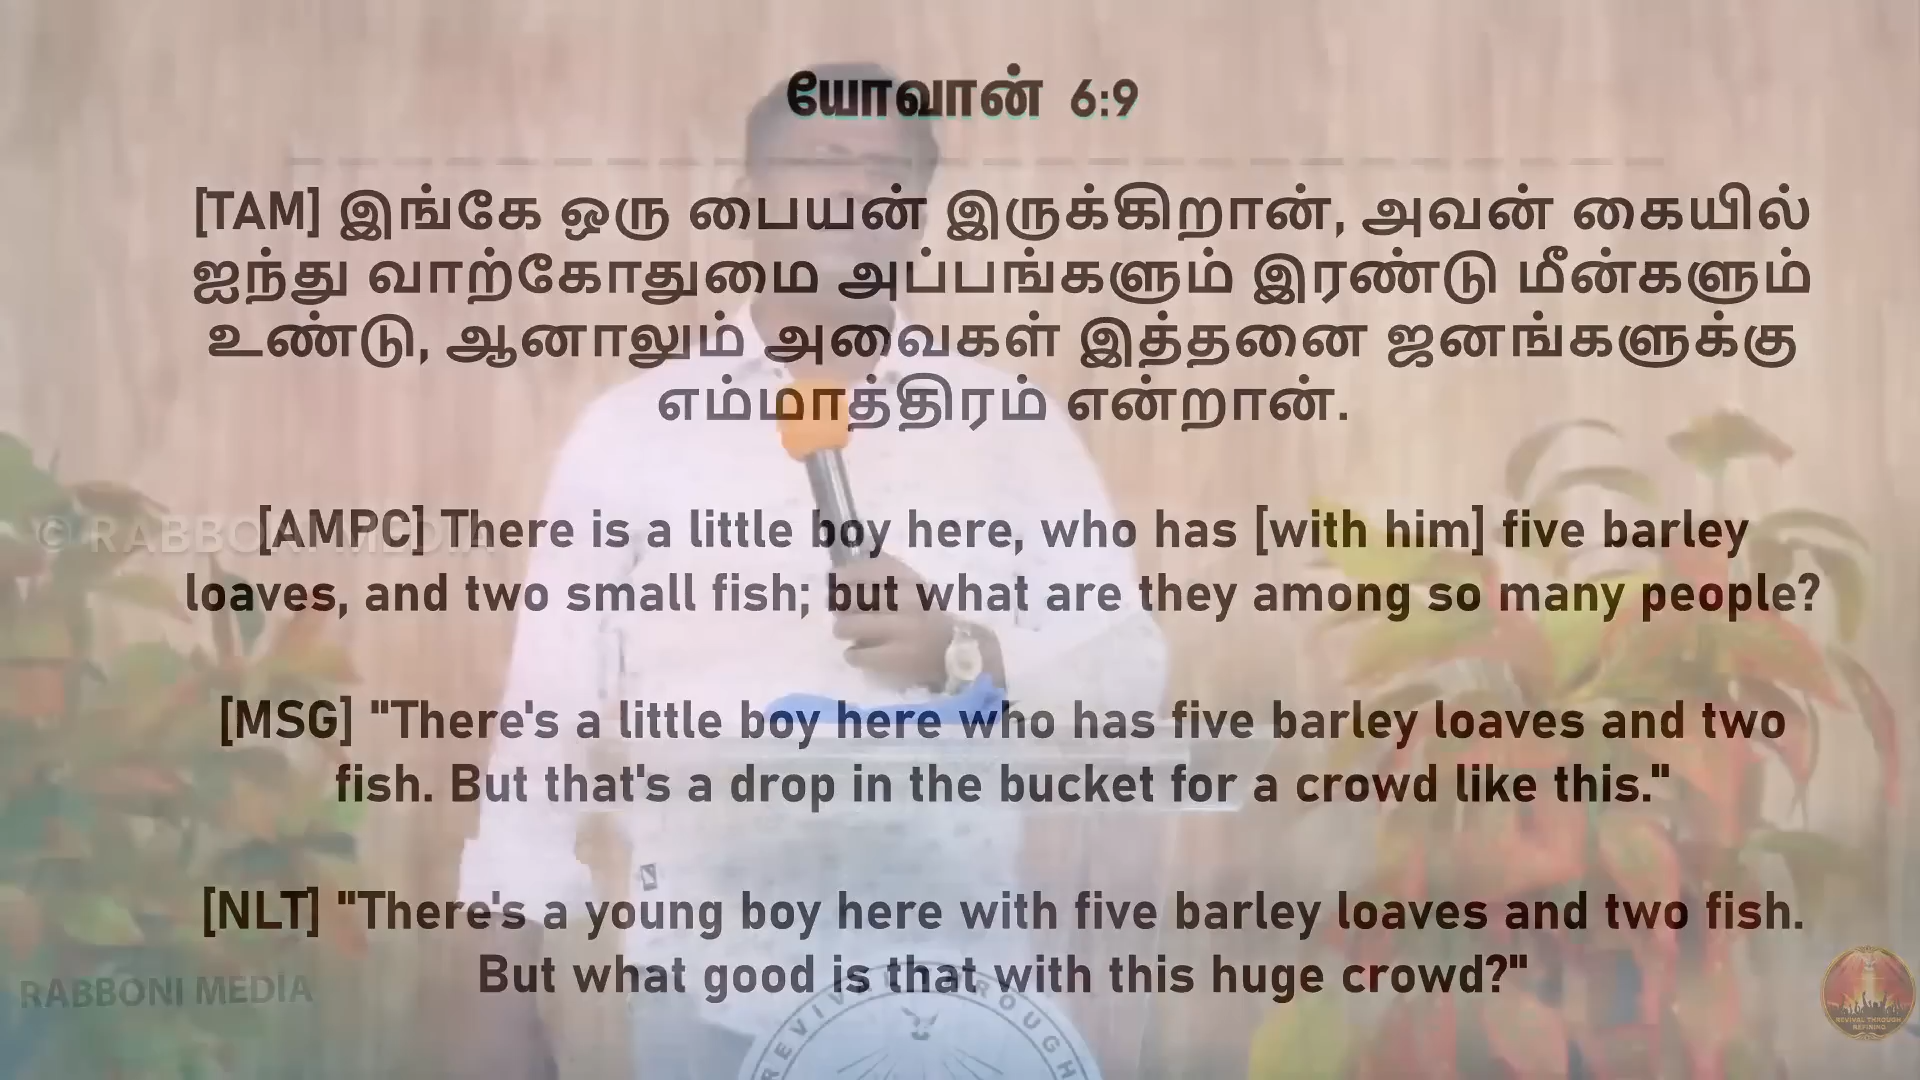 யோவான் 6:9
[TAM] இங்கே ஒரு பையன் இருக்கிறான், அவன் கையில்
ஐந்து வாற்கோதுமை அப்பங்களும் இரண்டு மீன்களும்
உண்டு, ஆனாலும் அவைகள் இத்தனை ஜனங்களுக்கு
எம்மாத்திரம் என்றான்.
© RABBONI MEDIA
[AMPC] There is a little boy here, who has [with him] five barley
loaves, and two small fish; but what are they among so many people?
[MSG] "There's a little boy here who has five barley loaves and two
fish. But that's a drop in the bucket for a crowd like this."
[NLT] "There's a young boy here with five barley loaves and two fish.
But what good is that with this huge crowd?"
RABBONI MEDIA
REVIVAL THROUGH
REFINING